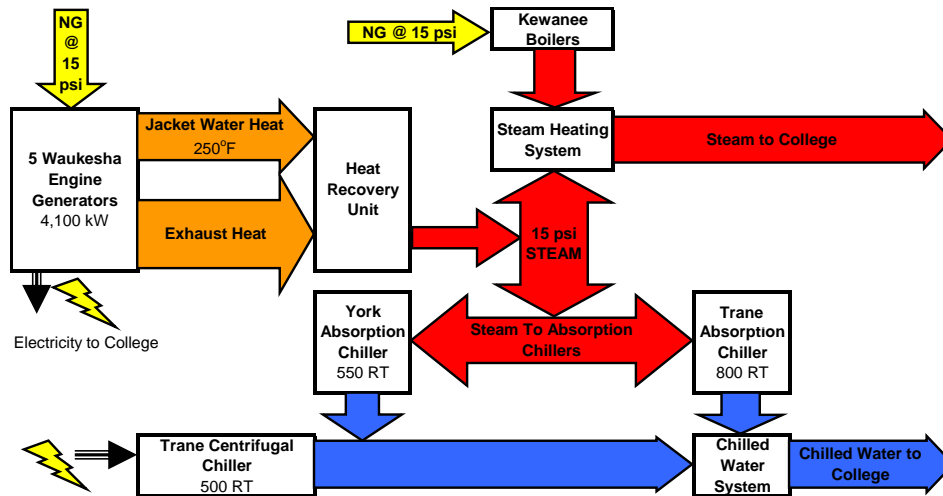 NG
@
15
psi
NG @ 15 psi
Kewanee
Boilers
5 Waukesha
Engine
Generators
4,100 kW
Jacket Water Heat
250°F
Exhaust Heat
Heat
Recovery
Unit
Steam Heating
System
Steam to College
15 psi
STEAM
Electricity to College
York
Absorption
Chiller
550 RT
Steam To Absorption
Chillers
Trane
Absorption
Chiller
800 RT
Trane Centrifugal
Chiller
500 RT
Chilled
Water
System
Chilled Water to
College